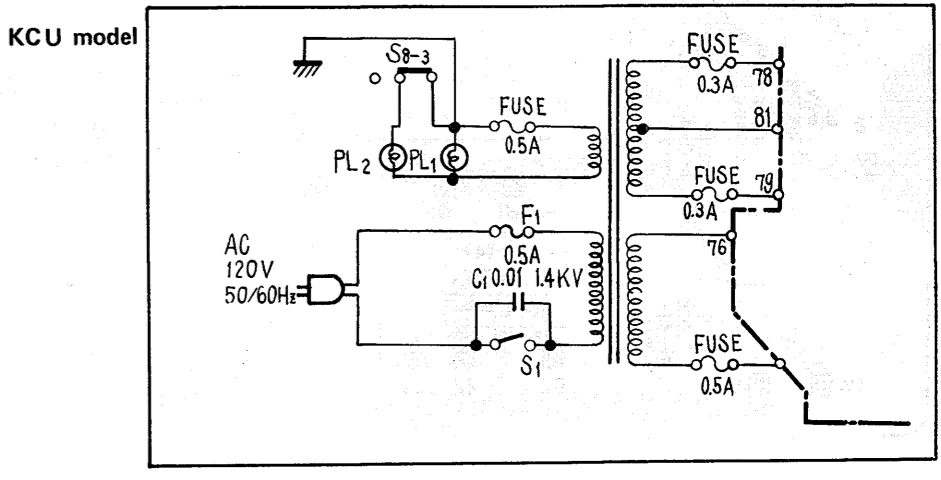 KCU model
S8-3
FUSE
0.5A
PL2
PL1
FUSE
0.3A
78
81
FUSE
0.3A
79
AC
120V
50/60Hz
F1
0.5A
C1 0.01 1.4KV
S1
76
FUSE
0.5A